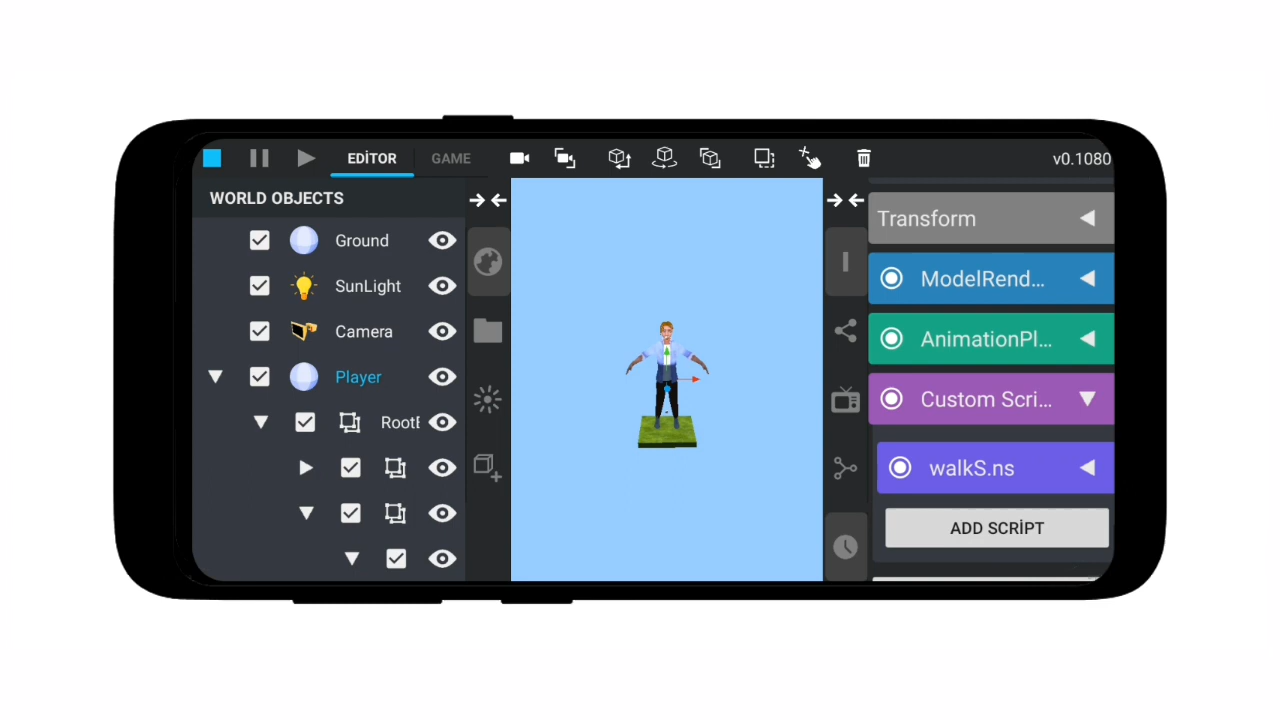 EDİTOR GAME v0.1080
WORLD OBJECTS
Ground
SunLight
Camera
Player
Root
Transform
ModelRend...
AnimationPl...
Custom Scri...
walkS.ns
ADD SCRİPT